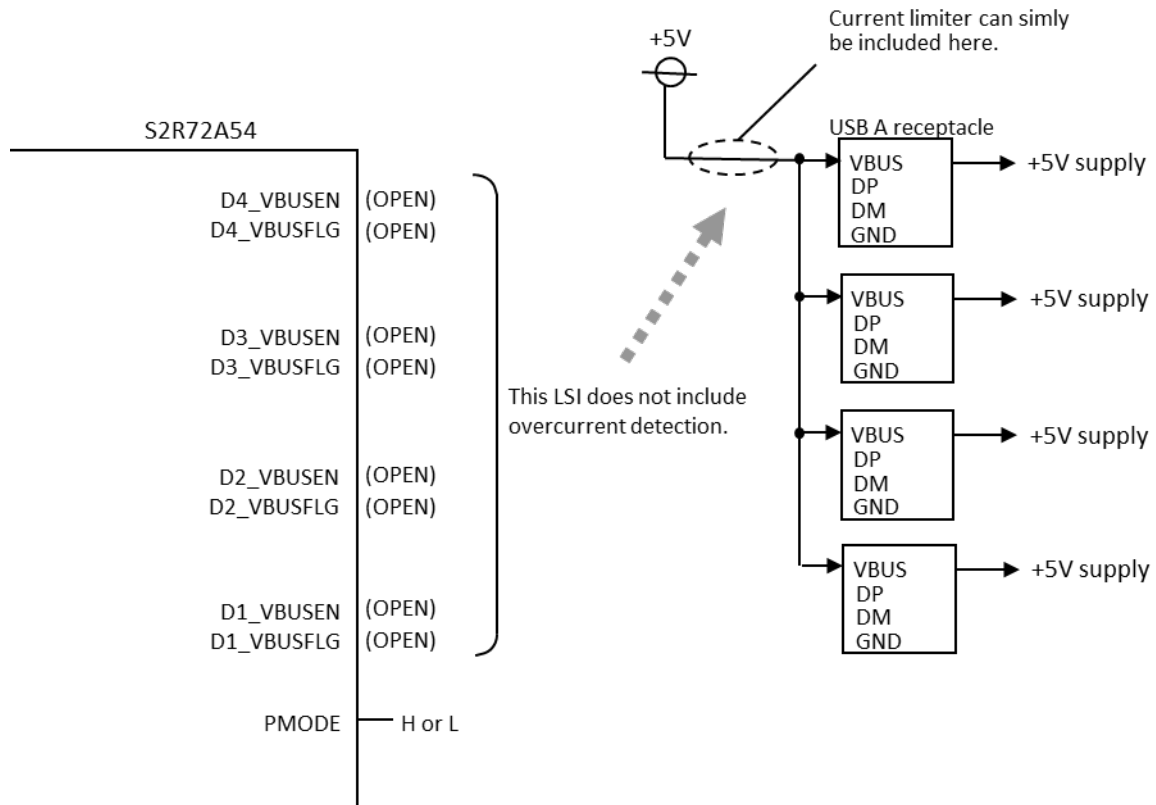 Current limiter can simly
be included here.
+5V
S2R72A54
USB A receptacle
D4_VBUSEN (OPEN)
D4_VBUSFLG (OPEN)
D3_VBUSEN (OPEN)
D3_VBUSFLG (OPEN)
D2_VBUSEN (OPEN)
D2_VBUSFLG (OPEN)
D1_VBUSEN (OPEN)
D1_VBUSFLG (OPEN)
PMODE H or L
This LSI does not include
overcurrent detection.
VBUS +5V supply
DP
DM
GND
VBUS +5V supply
DP
DM
GND
VBUS +5V supply
DP
DM
GND
VBUS +5V supply
DP
DM
GND